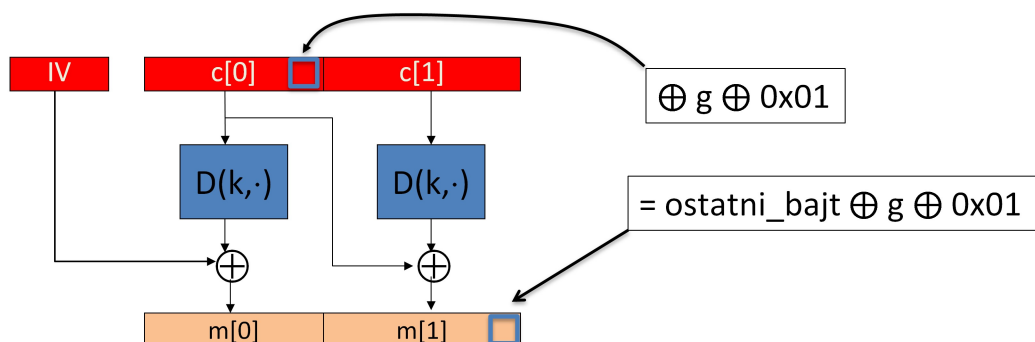 IV
c[0]
c[1]
⊕ g ⊕ 0x01
D(k,·)
D(k,·)
= ostatni_bajt ⊕ g ⊕ 0x01
m[0]
m[1]